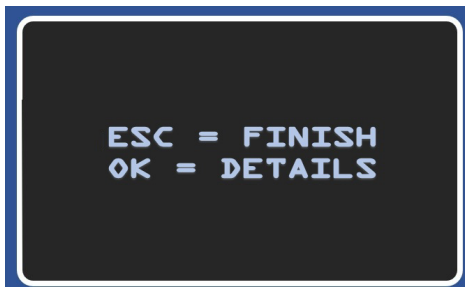 ESC = FINISH
OK = DETAILS